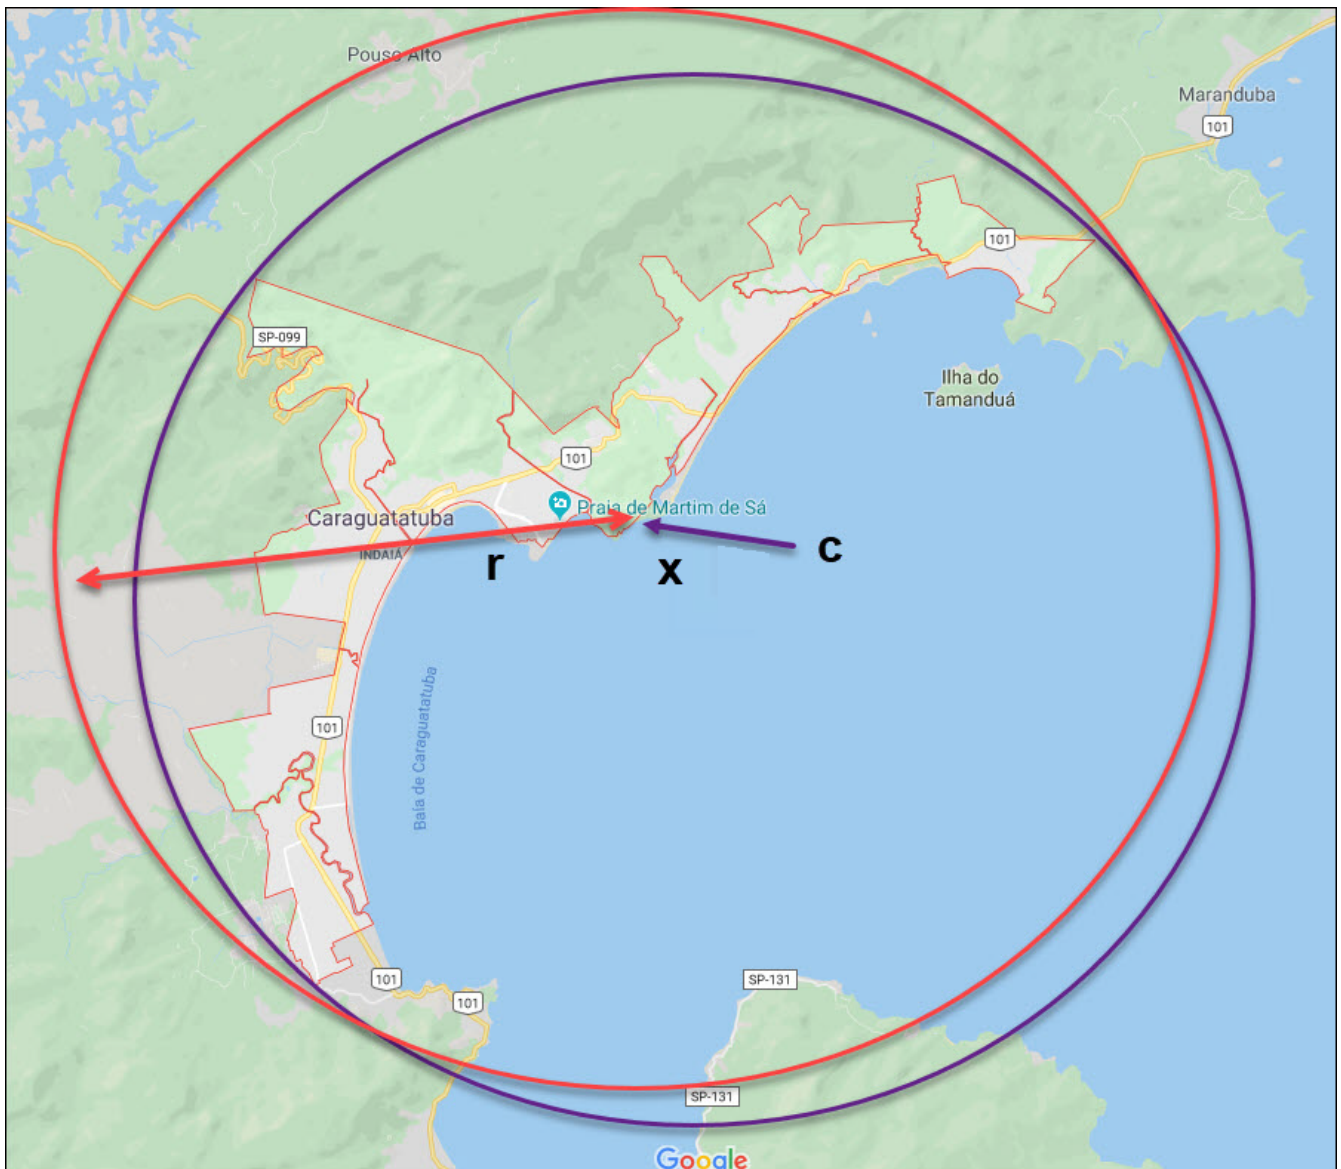 Pouso Alto
Maranduba
101
101
SP-099
Ilha do
Tamanduá
101
Praia de Martim de Sá
Caraguatatuba
INDAIÁ
r
x
c
101
Baía de Caraguatatuba
101
101
SP-131
SP-131
Google